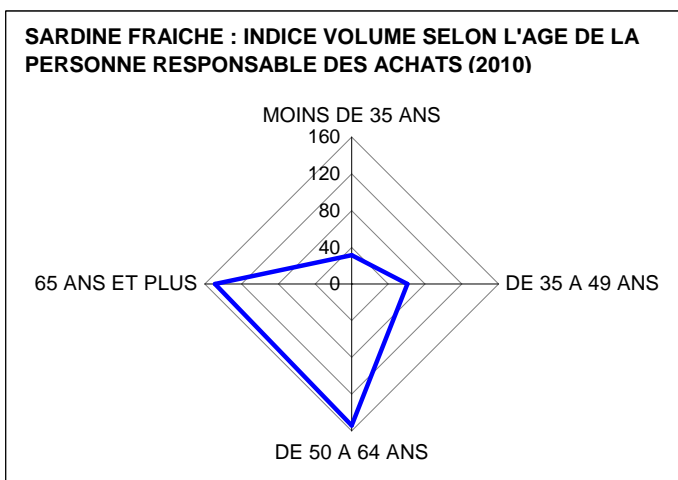 SARDINE FRAICHE : INDICE VOLUME SELON L'AGE DE LA
PERSONNE RESPONSABLE DES ACHATS (2010)
MOINS DE 35 ANS
160
120
80
40
0
65 ANS ET PLUS
DE 35 A 49 ANS
DE 50 A 64 ANS